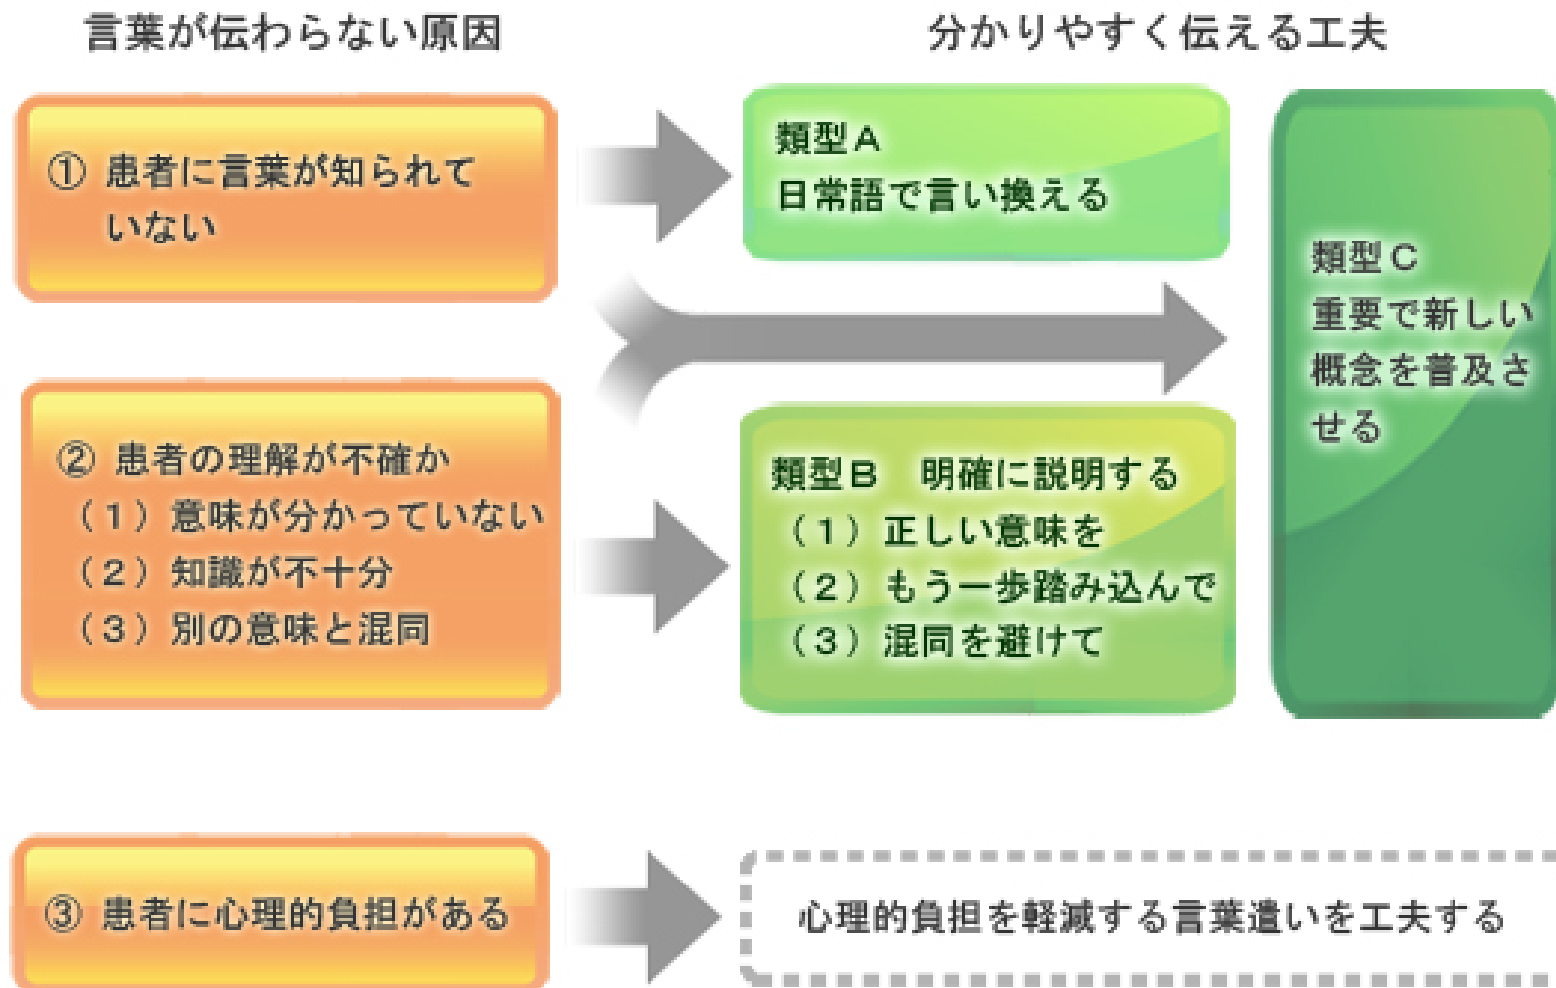 言葉が伝わらない原因
分かりやすく伝える工夫
① 患者に言葉が知られて
いない
類型A
日常語で言い換える
② 患者の理解が不確か
(1)意味が分かっていない
(2)知識が不十分
(3)別の意味と混同
類型B 明確に説明する
(1)正しい意味を
(2)もう一歩踏み込んで
(3)混同を避けて
類型C
重要で新しい
概念を普及さ
せる
③ 患者に心理的負担がある
心理的負担を軽減する言葉遣いを工夫する